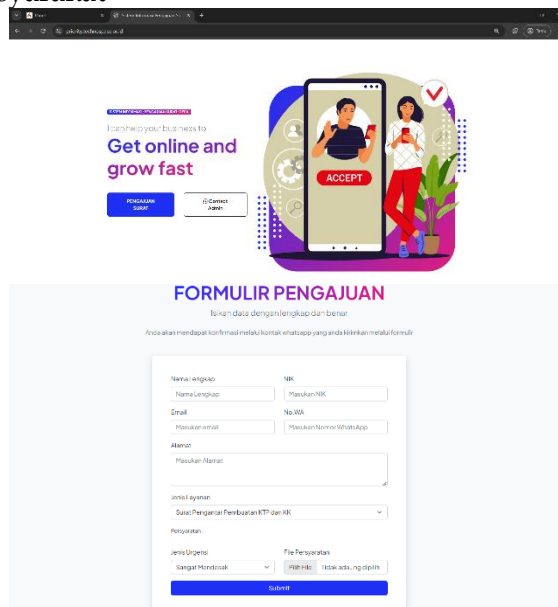 I can help your business to
Get online and
grow fast
PENGAJUAN
SURAT
Contact
Admin
ACCEPT
FORMULIR PENGAJUAN
Isikan data dengan lengkap dan benar
Anda akan mendapat konfirmasi melalui kontak whatsapp yang anda kirimkan melalui formulir
Nama Lengkap NIK
Nama Lengkap Masukan NIK
Email No.WA
Masukan email Masukan Nomor WhatsApp
Alamat
Masukan Alamat
Jenis Layanan
Surat Pengantar Pembuatan KTP dan KK
Persyaratan
Jenis Urgensi File Persyaratan
Sangat Mendesak Pilih File Tidak ada yang dipilih
Submit